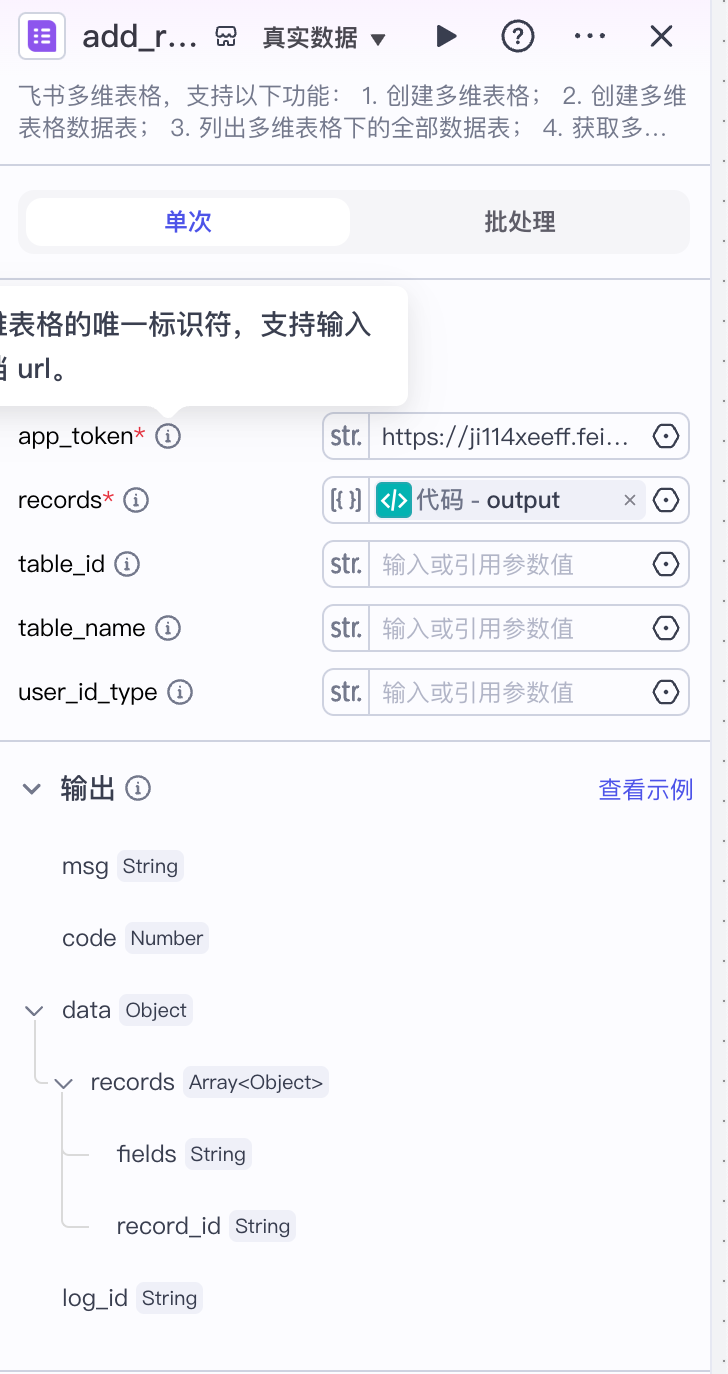 add_r...
真实数据
飞书多维表格，支持以下功能： 1. 创建多维表格； 2. 创建多维
表格数据表； 3. 列出多维表格下的全部数据表； 4. 获取多...
单次 批处理
表格的唯一标识符，支持输入
url。
app_token* str. https://ji114xeeff.fei...
records* [{}] 代码 - output ×
table_id str. 输入或引用参数值
table_name str. 输入或引用参数值
user_id_type str. 输入或引用参数值
输出 查看示例
msg String
code Number
data Object
records Array<Object>
fields String
record_id String
log_id String